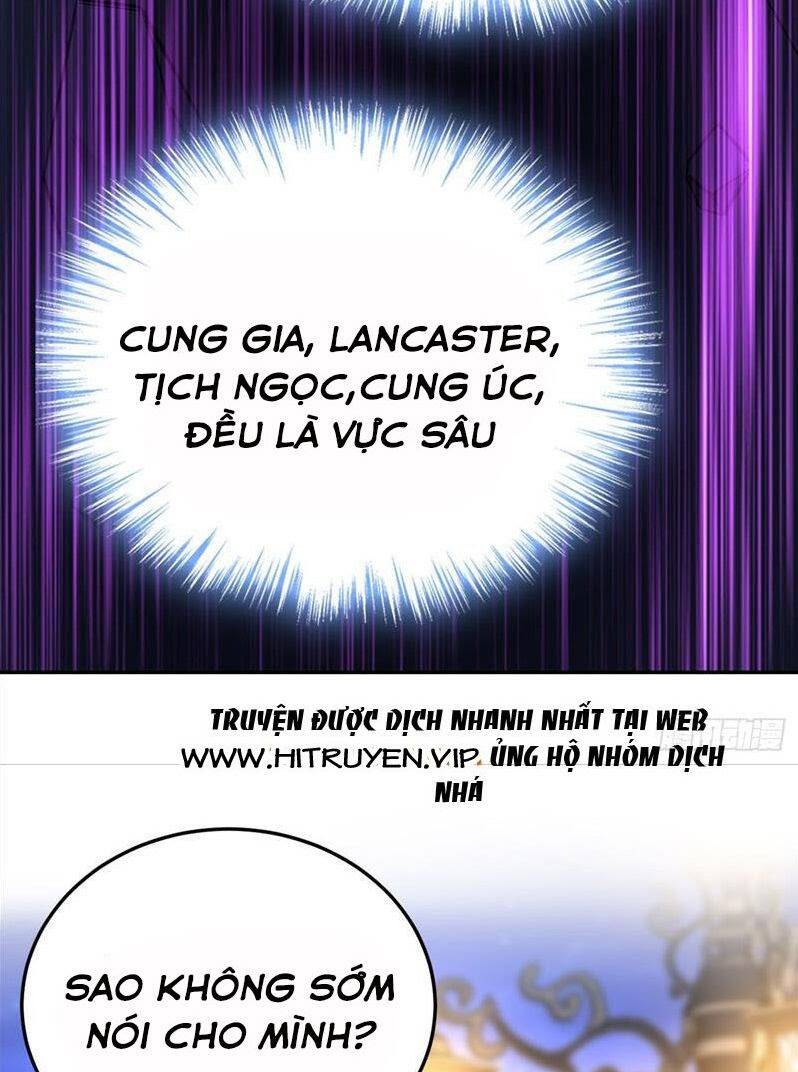 CUNG GIA, LANCASTER,
TỊCH NGỌC,CUNG ÚC,
ĐỀU LÀ VỰC SÂU
TRUYỆN ĐƯỢC DỊCH NHANH NHẤT TẠI WEB
WWW.HITRUYEN.VIP ỦNG HỘ NHÓM DỊCH
NHÁ
SAO KHÔNG SỚM
NÓI CHO MÌNH?